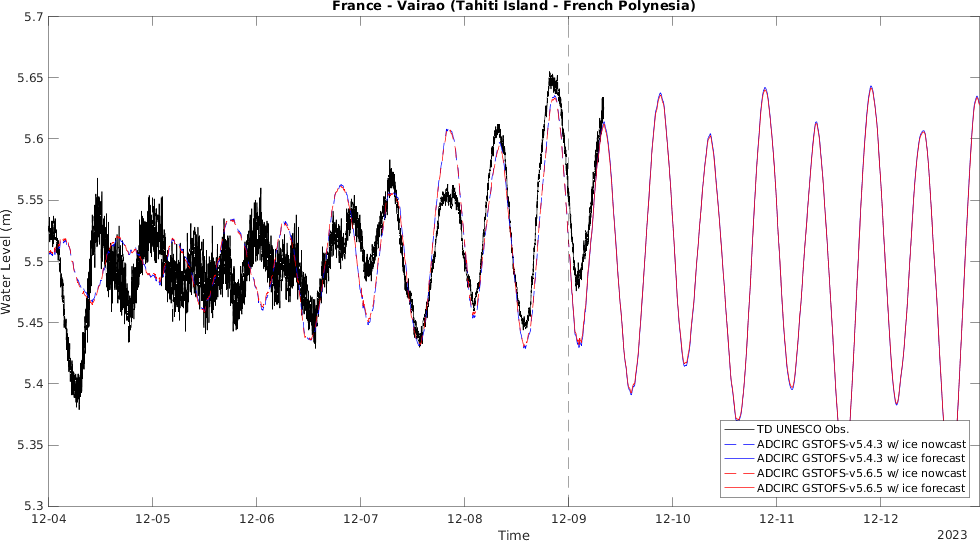 France - Vairao (Tahiti Island - French Polynesia)
5.7
5.65
5.6
5.55
5.5
5.45
5.4
5.35
5.3
Water Level (m)
TD UNESCO Obs.
ADCIRC GSTOFS-v5.4.3 w/ ice nowcast
ADCIRC GSTOFS-v5.4.3 w/ ice forecast
ADCIRC GSTOFS-v5.6.5 w/ ice nowcast
ADCIRC GSTOFS-v5.6.5 w/ ice forecast
12-04 12-05 12-06 12-07 12-08 12-09 12-10 12-11 12-12
Time
2023